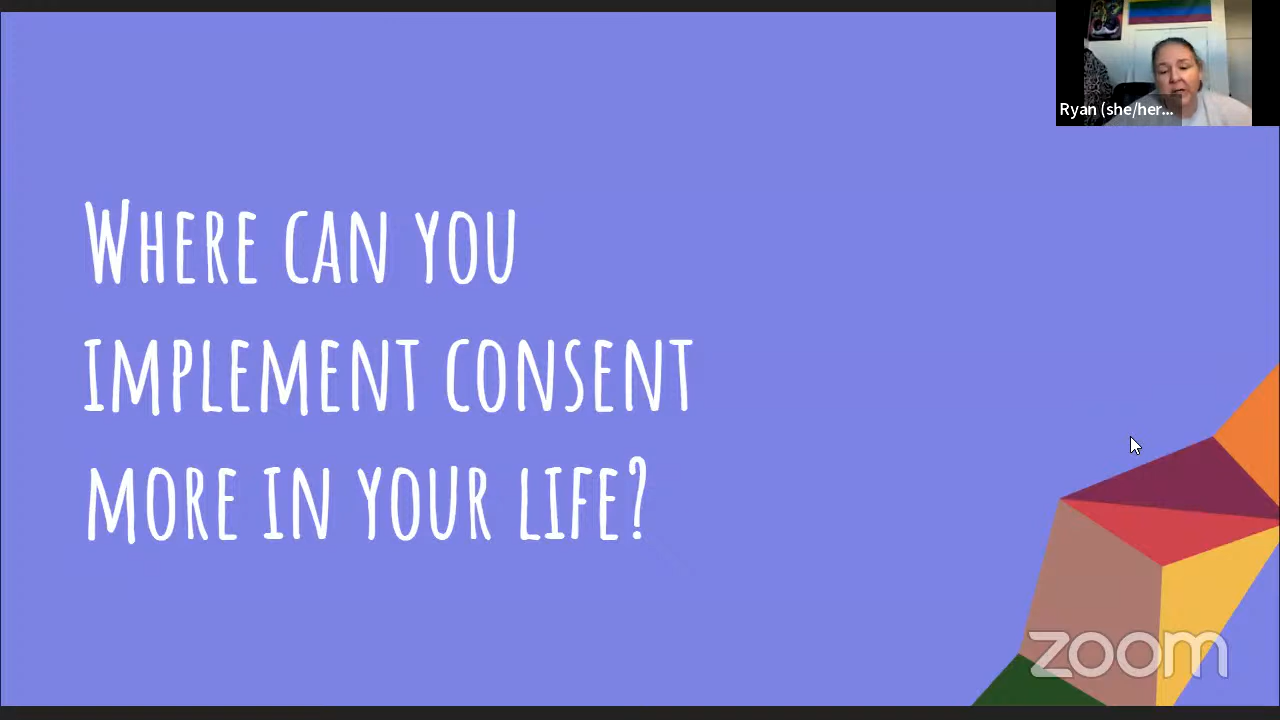 Ryan (she/her...
Where can you
implement consent
more in your life?
zoom